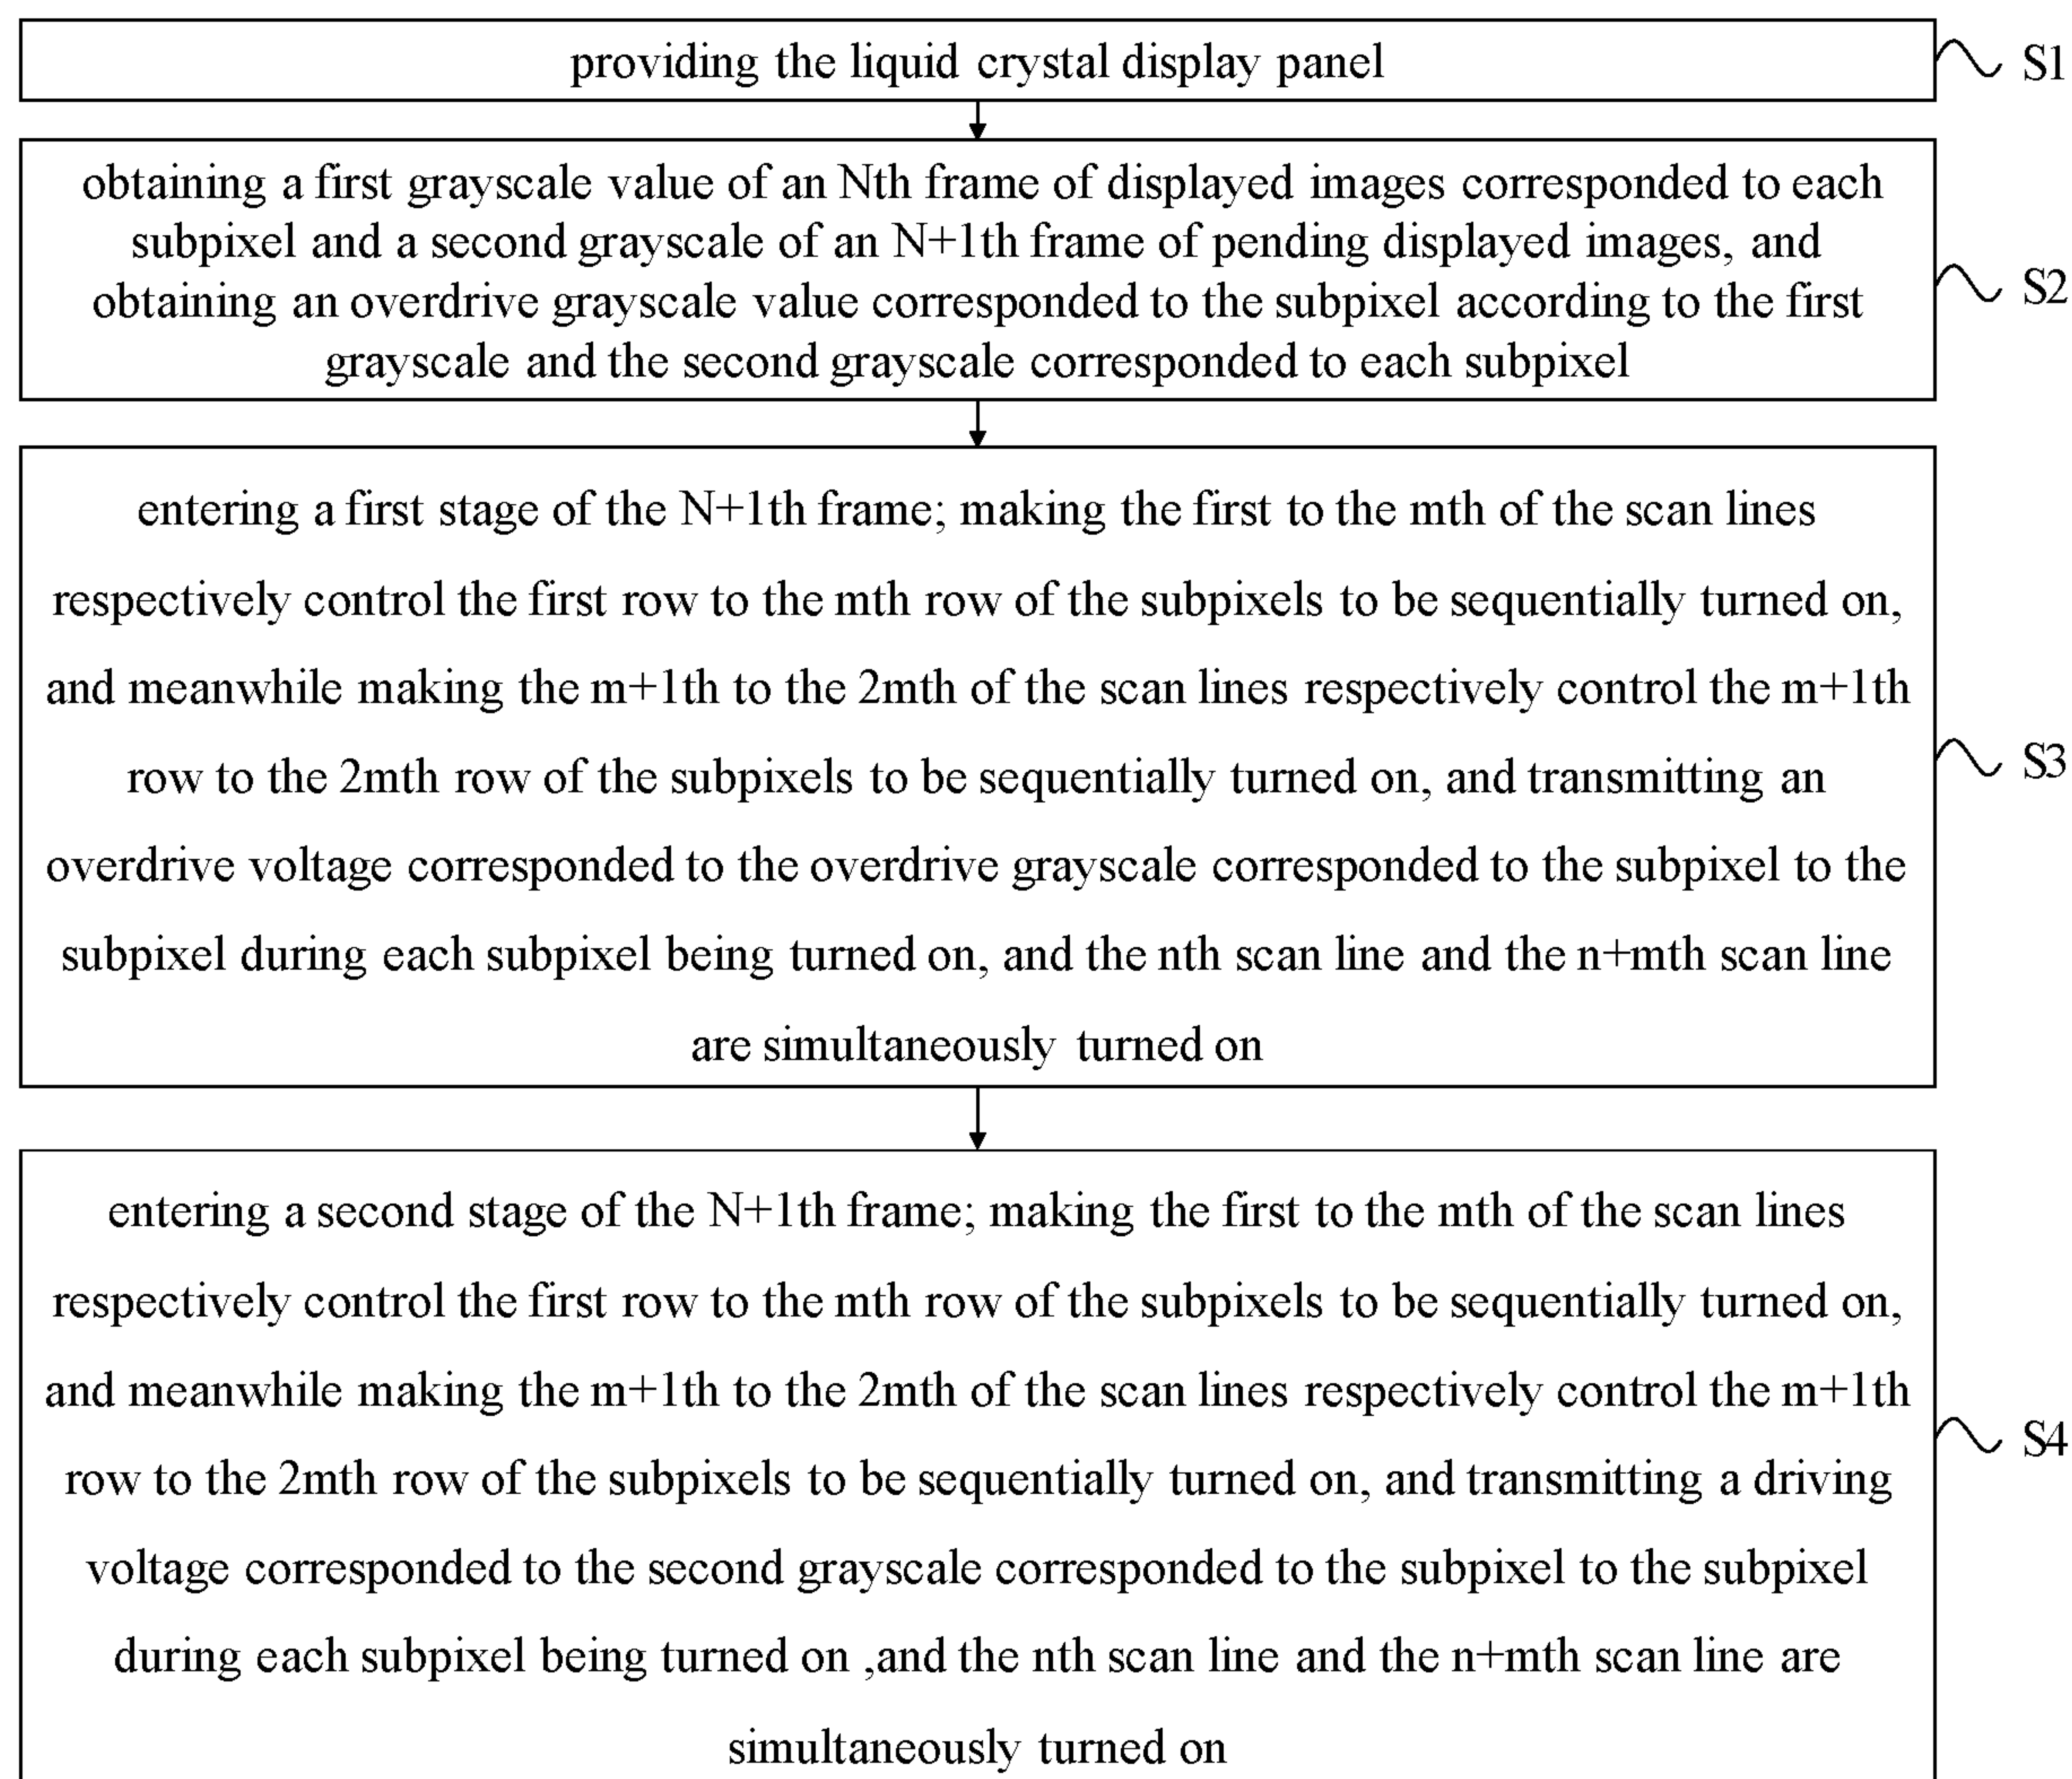 providing the liquid crystal display panel
S1
obtaining a first grayscale value of an Nth frame of displayed images corresponded to each
subpixel and a second grayscale of an N+1th frame of pending displayed images, and
obtaining an overdrive grayscale value corresponded to the subpixel according to the first
grayscale and the second grayscale corresponded to each subpixel
S2
entering a first stage of the N+1th frame; making the first to the mth of the scan lines
respectively control the first row to the mth row of the subpixels to be sequentially turned on,
and meanwhile making the m+1th to the 2mth of the scan lines respectively control the m+1th
row to the 2mth row of the subpixels to be sequentially turned on, and transmitting an
overdrive voltage corresponded to the overdrive grayscale corresponded to the subpixel to the
subpixel during each subpixel being turned on, and the nth scan line and the n+mth scan line
are simultaneously turned on
S3
entering a second stage of the N+1th frame; making the first to the mth of the scan lines
respectively control the first row to the mth row of the subpixels to be sequentially turned on,
and meanwhile making the m+1th to the 2mth of the scan lines respectively control the m+1th
row to the 2mth row of the subpixels to be sequentially turned on, and transmitting a driving
voltage corresponded to the second grayscale corresponded to the subpixel to the subpixel
during each subpixel being turned on ,and the nth scan line and the n+mth scan line are
simultaneously turned on
S4